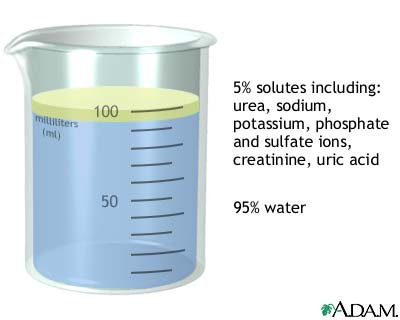 100
milliliters
(ml)
50
5% solutes including:
urea, sodium,
potassium, phosphate
and sulfate ions,
creatinine, uric acid
95% water
ADAM.